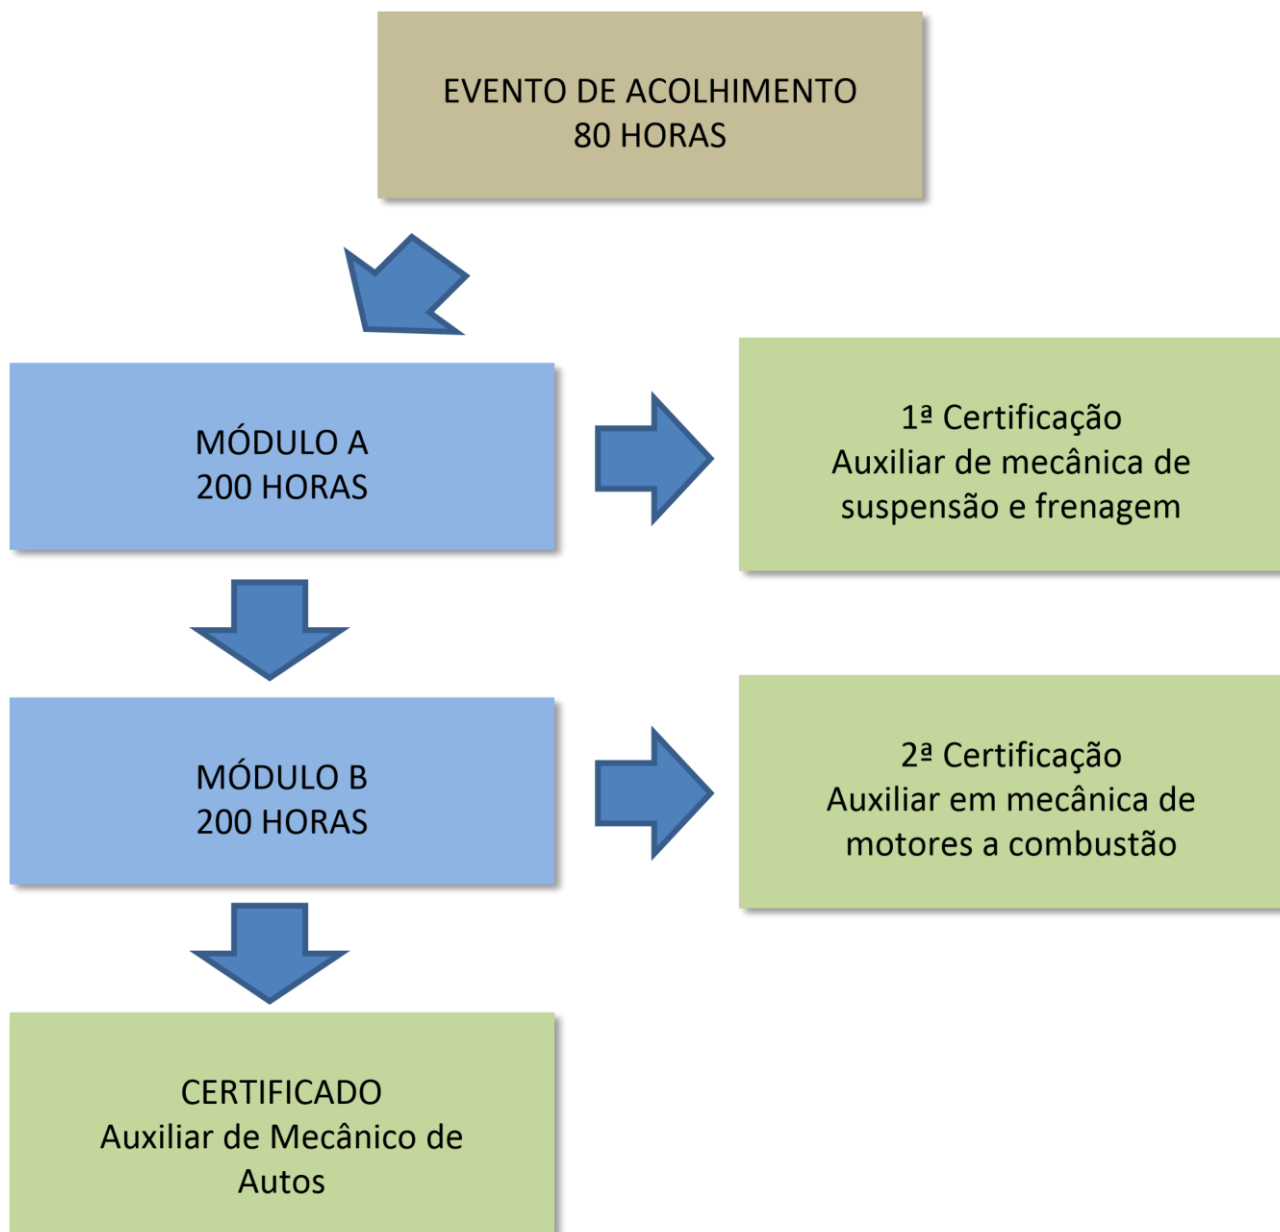 EVENTO DE ACOLHIMENTO
80 HORAS
MÓDULO A
200 HORAS
1ª Certificação
Auxiliar de mecânica de
suspensão e frenagem
MÓDULO B
200 HORAS
2ª Certificação
Auxiliar em mecânica de
motores a combustão
CERTIFICADO
Auxiliar de Mecânico de
Autos